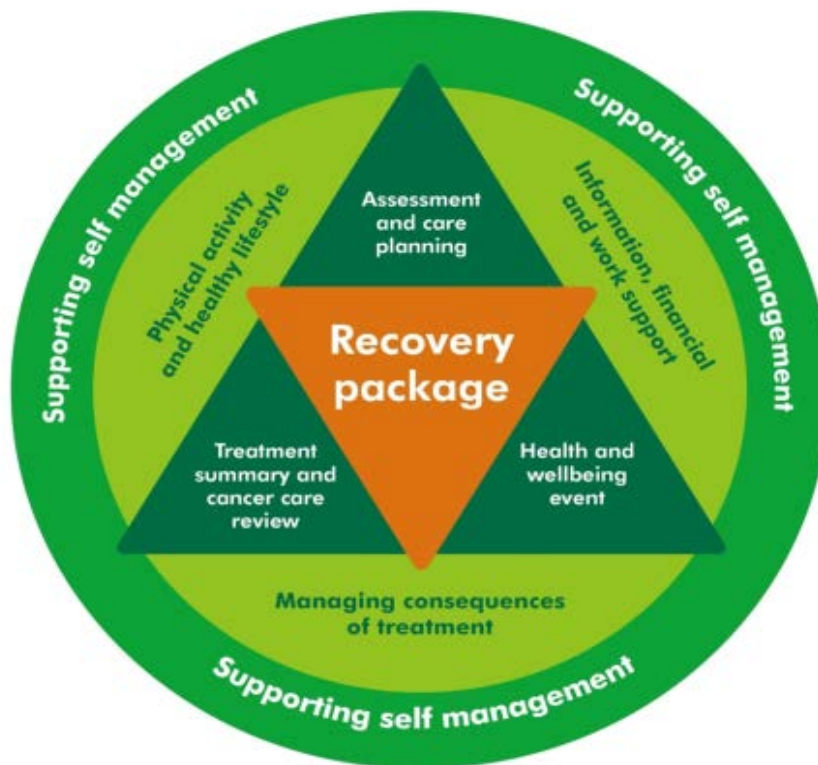 Supporting self management
Supporting self management
Physical activity
and healthy lifestyle
Information, financial
and work support
Assessment
and care
planning
Recovery
package
Treatment
summary and
cancer care
review
Health and
wellbeing
event
Managing consequences
of treatment
Supporting self management